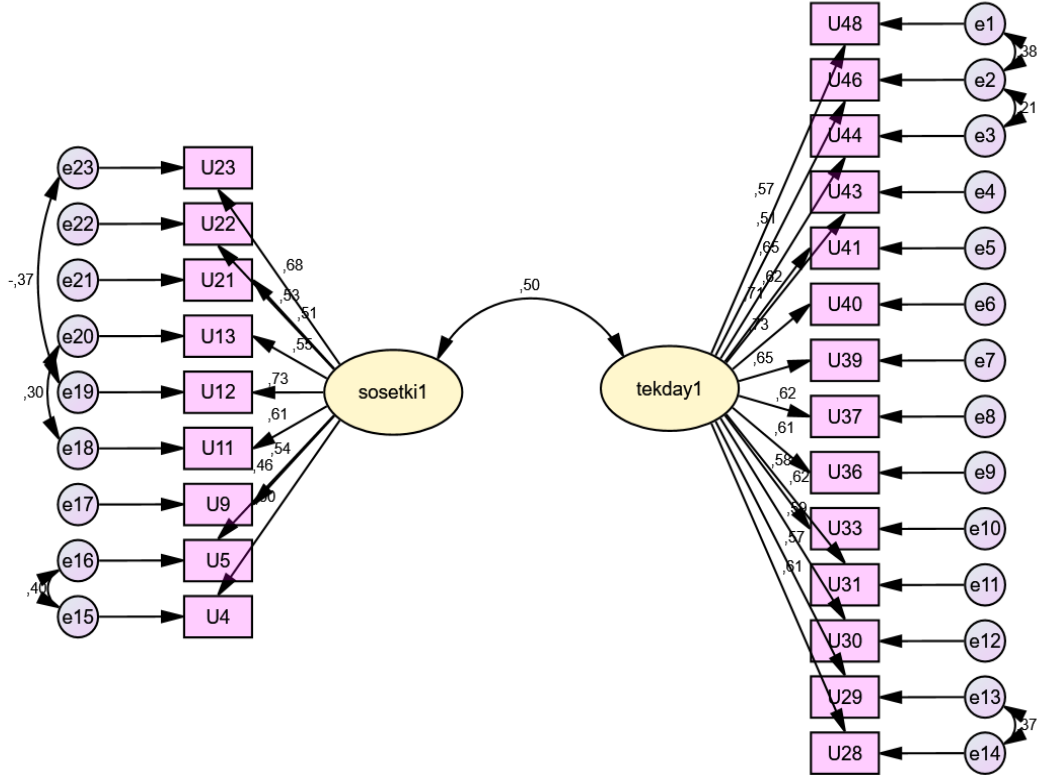 U48
e1
,38
U46
e2
,21
U44
e3
U43
e4
U41
e5
U40
e6
U39
e7
U37
e8
U36
e9
U33
e10
U31
e11
U30
e12
U29
e13
,37
U28
e14
,57
,51
,65
,62
,71
,73
,65
,62
,61
,58
,62
,59
,57
,61
tekday1
,50
sosetki1
e23
U23
e22
U22
-,37
e21
U21
e20
U13
,30
e19
U12
e18
U11
e17
U9
e16
U5
,40
e15
U4
,68
,53
,51
,55
,73
,61
,54
,46